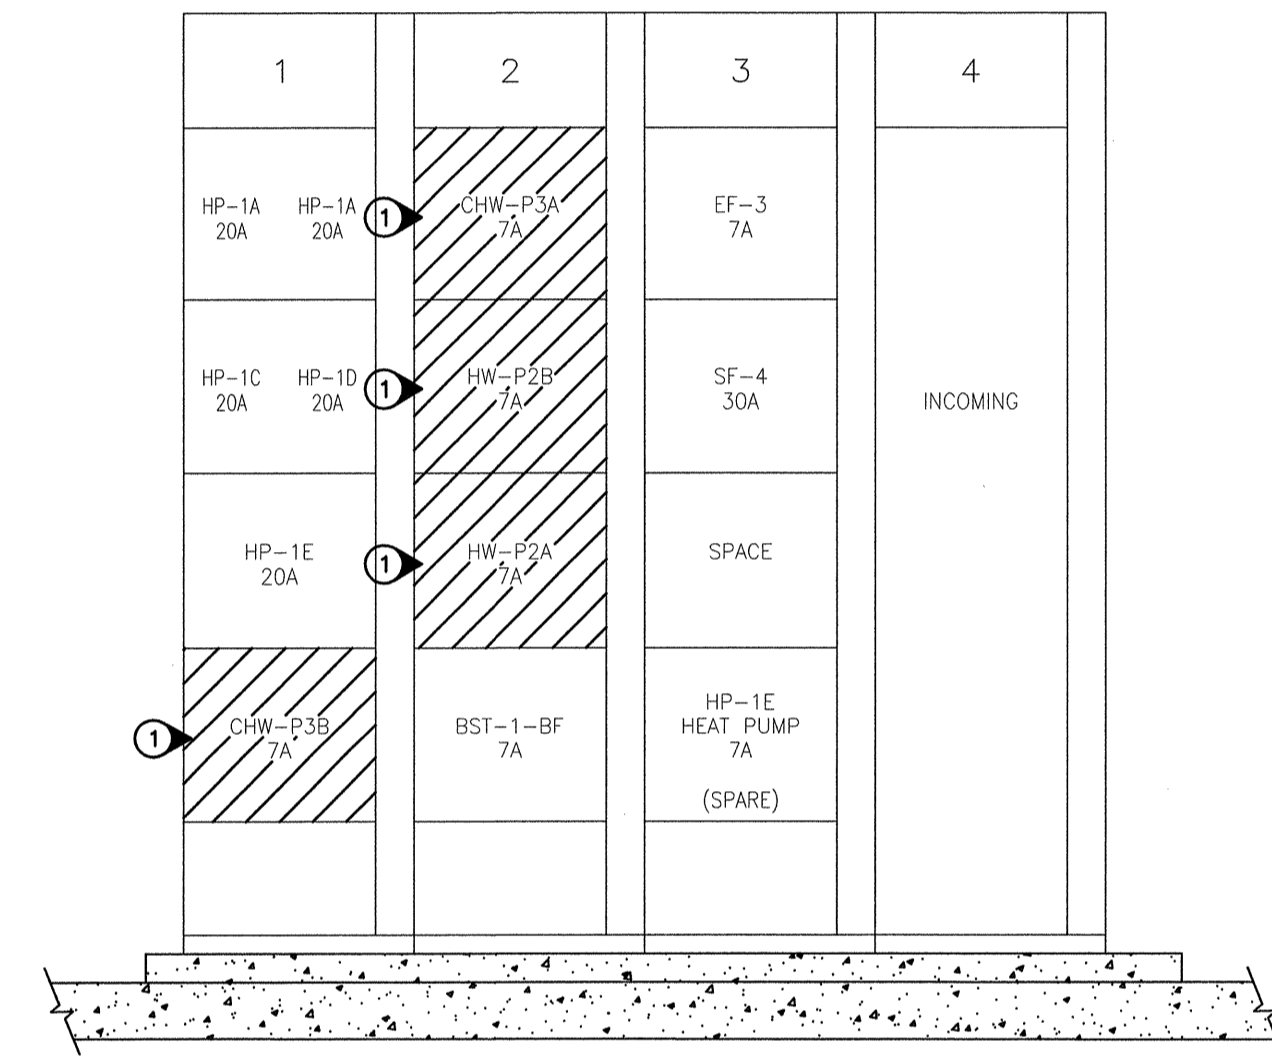 1
2
3
4
HP-1A
20A
HP-1A
20A
1
CHW-P3A
7A
EF-3
7A
HP-1C
20A
HP-1D
20A
1
HW-P2B
7A
SF-4
30A
INCOMING
HP-1E
20A
1
HW-P2A
7A
SPACE
1
CHW-P3B
7A
BST-1-BF
7A
HP-1E
HEAT PUMP
7A
(SPARE)